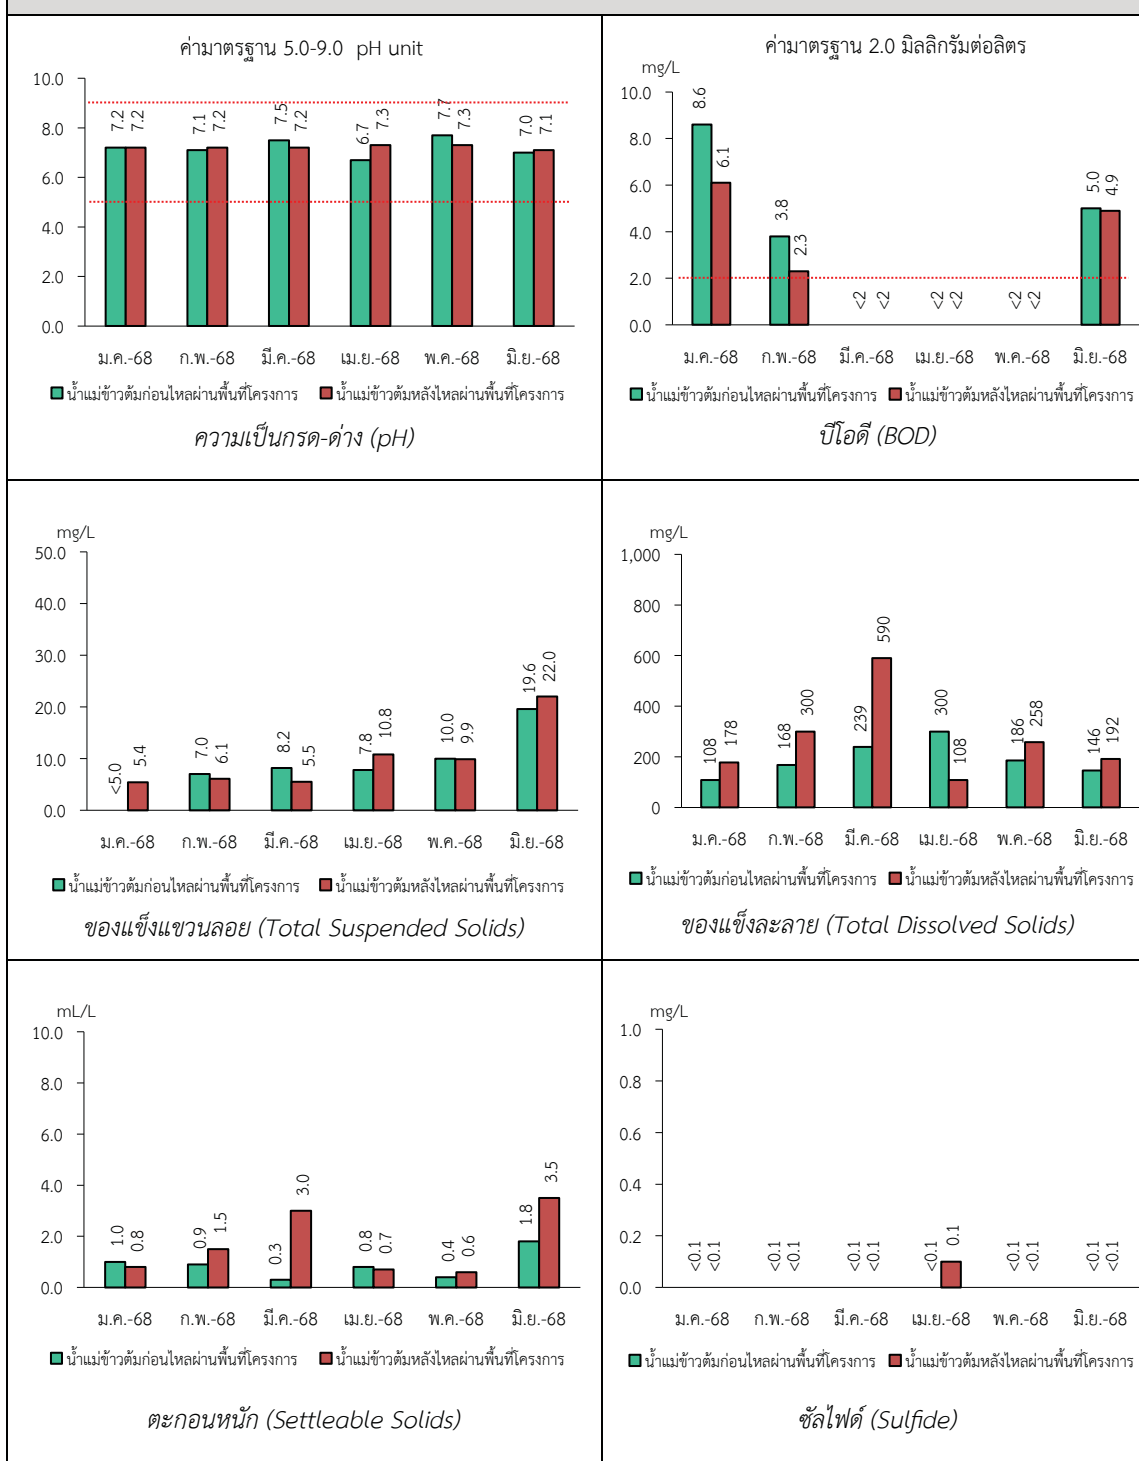 ค่ามาตรฐาน 5.0-9.0 pH unit
10.0
8.0
6.0
4.0
2.0
0.0
7.2 7.2 7.1 7.2 7.5 7.2 6.7 7.3 7.7 7.3 7.0 7.1
ม.ค.-68 ก.พ.-68 มี.ค.-68 เม.ย.-68 พ.ค.-68 มิ.ย.-68
น้ำแม่ข้าวต้มก่อนไหลผ่านพื้นที่โครงการ น้ำแม่ข้าวต้มหลังไหลผ่านพื้นที่โครงการ
ความเป็นกรด-ด่าง (pH)
ค่ามาตรฐาน 2.0 มิลลิกรัมต่อลิตร
mg/L
10.0
8.0
6.0
4.0
2.0
0.0
8.6 6.1 3.8 2.3 <2 <2 <2 <2 <2 <2 5.0 4.9
ม.ค.-68 ก.พ.-68 มี.ค.-68 เม.ย.-68 พ.ค.-68 มิ.ย.-68
น้ำแม่ข้าวต้มก่อนไหลผ่านพื้นที่โครงการ น้ำแม่ข้าวต้มหลังไหลผ่านพื้นที่โครงการ
บีโอดี (BOD)
mg/L
50.0
40.0
30.0
20.0
10.0
0.0
<5.0 5.4 7.0 6.1 8.2 5.5 7.8 10.8 10.0 9.9 19.6 22.0
ม.ค.-68 ก.พ.-68 มี.ค.-68 เม.ย.-68 พ.ค.-68 มิ.ย.-68
น้ำแม่ข้าวต้มก่อนไหลผ่านพื้นที่โครงการ น้ำแม่ข้าวต้มหลังไหลผ่านพื้นที่โครงการ
ของแข็งแขวนลอย (Total Suspended Solids)
mg/L
1,000
800
600
400
200
0
108 178 168 300 239 590 300 108 186 258 146 192
ม.ค.-68 ก.พ.-68 มี.ค.-68 เม.ย.-68 พ.ค.-68 มิ.ย.-68
น้ำแม่ข้าวต้มก่อนไหลผ่านพื้นที่โครงการ น้ำแม่ข้าวต้มหลังไหลผ่านพื้นที่โครงการ
ของแข็งละลาย (Total Dissolved Solids)
mL/L
10.0
8.0
6.0
4.0
2.0
0.0
1.0 0.8 0.9 1.5 0.3 3.0 0.8 0.7 0.4 0.6 1.8 3.5
ม.ค.-68 ก.พ.-68 มี.ค.-68 เม.ย.-68 พ.ค.-68 มิ.ย.-68
น้ำแม่ข้าวต้มก่อนไหลผ่านพื้นที่โครงการ น้ำแม่ข้าวต้มหลังไหลผ่านพื้นที่โครงการ
ตะกอนหนัก (Settleable Solids)
mg/L
1.0
0.8
0.6
0.4
0.2
0.0
<0.1 <0.1 <0.1 <0.1 <0.1 <0.1 <0.1 0.1 <0.1 <0.1 <0.1 <0.1
ม.ค.-68 ก.พ.-68 มี.ค.-68 เม.ย.-68 พ.ค.-68 มิ.ย.-68
น้ำแม่ข้าวต้มก่อนไหลผ่านพื้นที่โครงการ น้ำแม่ข้าวต้มหลังไหลผ่านพื้นที่โครงการ
ซัลไฟด์ (Sulfide)